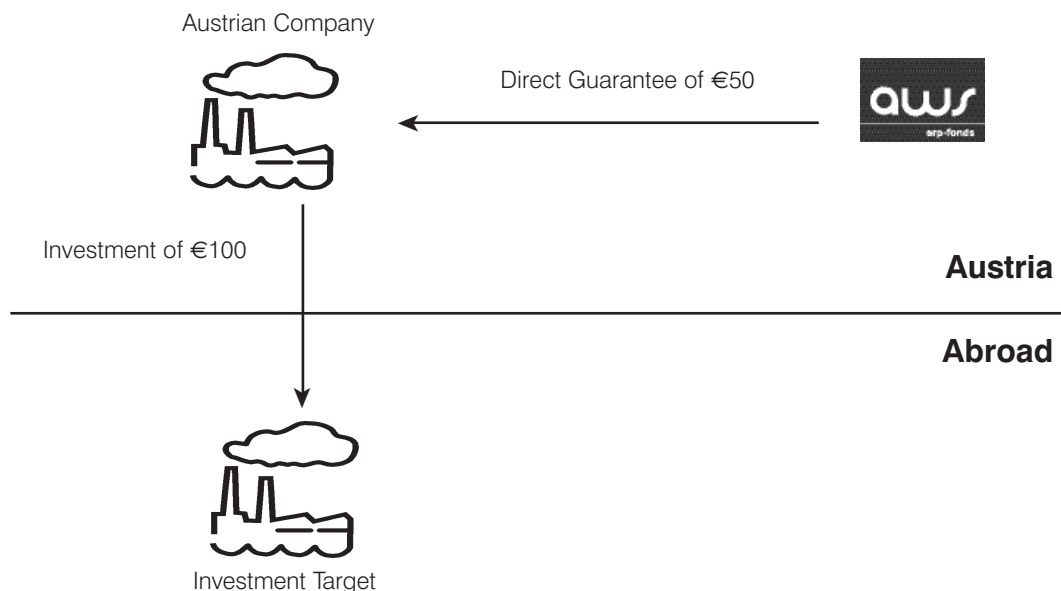 Austrian Company
Direct Guarantee of €50
aws
erp-fonds
Investment of €100
Austria
Abroad
Investment Target